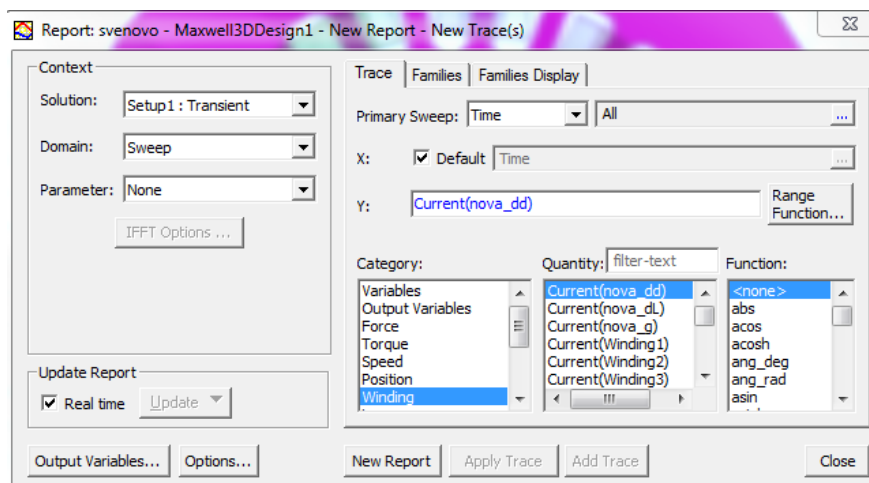 Report: svenovo - Maxwell3DDesign1 - New Report - New Trace(s)
Context
Solution: Setup1 : Transient
Domain: Sweep
Parameter: None
IFFT Options ...
Update Report
Real time Update
Output Variables... Options...
Trace Families Families Display
Primary Sweep: Time All ...
X: Default Time ...
Y: Current(nova_dd) Range Function...
Category:
Variables
Output Variables
Force
Torque
Speed
Position
Winding
Quantity: filter-text
Current(nova_dd)
Current(nova_dL)
Current(nova_g)
Current(Winding1)
Current(Winding2)
Current(Winding3)
Function:
<none>
abs
acos
acosh
ang_deg
ang_rad
asin
New Report Apply Trace Add Trace Close